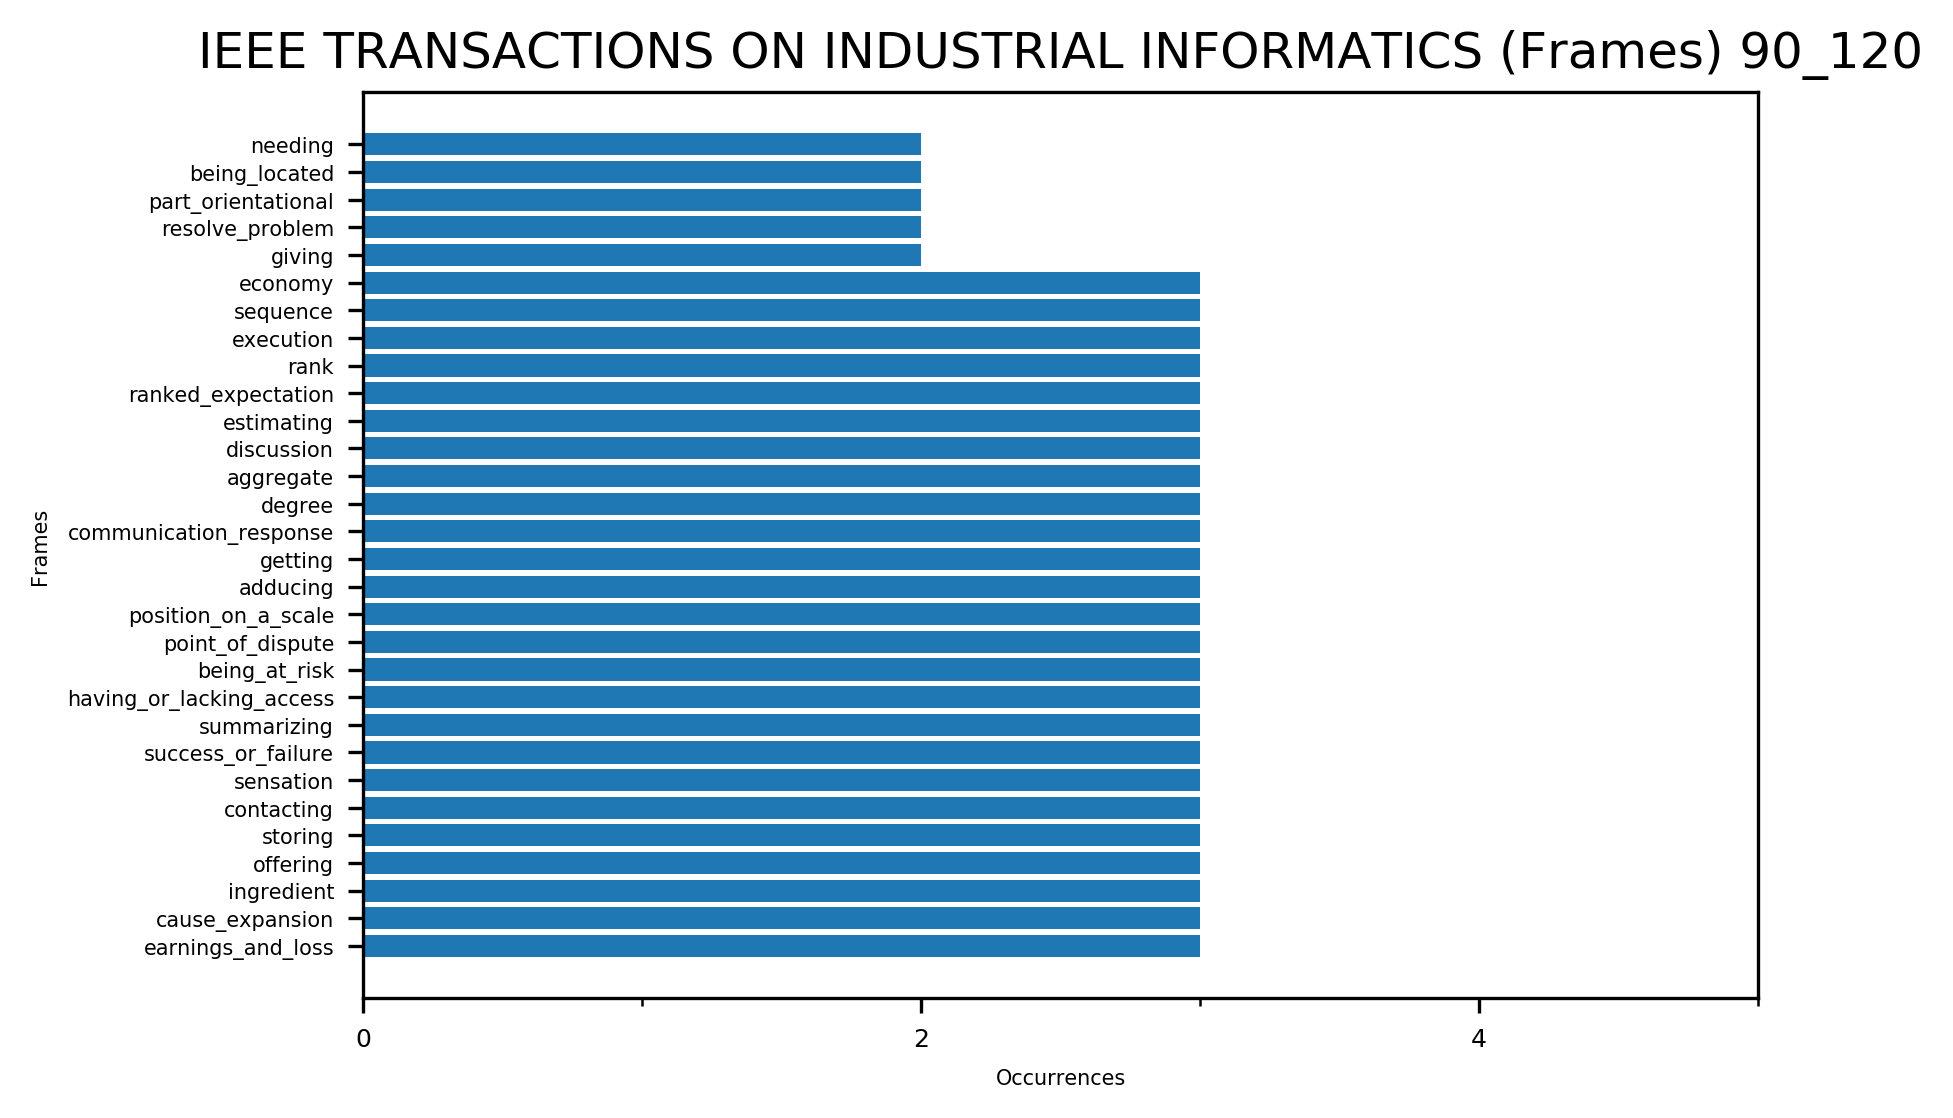 IEEE TRANSACTIONS ON INDUSTRIAL INFORMATICS (Frames) 90_120
needing
being_located
part_orientational
resolve_problem
giving
economy
sequence
execution
rank
ranked_expectation
estimating
discussion
aggregate
degree
communication_response
getting
adducing
position_on_a_scale
point_of_dispute
being_at_risk
having_or_lacking_access
summarizing
success_or_failure
sensation
contacting
storing
offering
ingredient
cause_expansion
earnings_and_loss
Frames
0 2 4
Occurrences